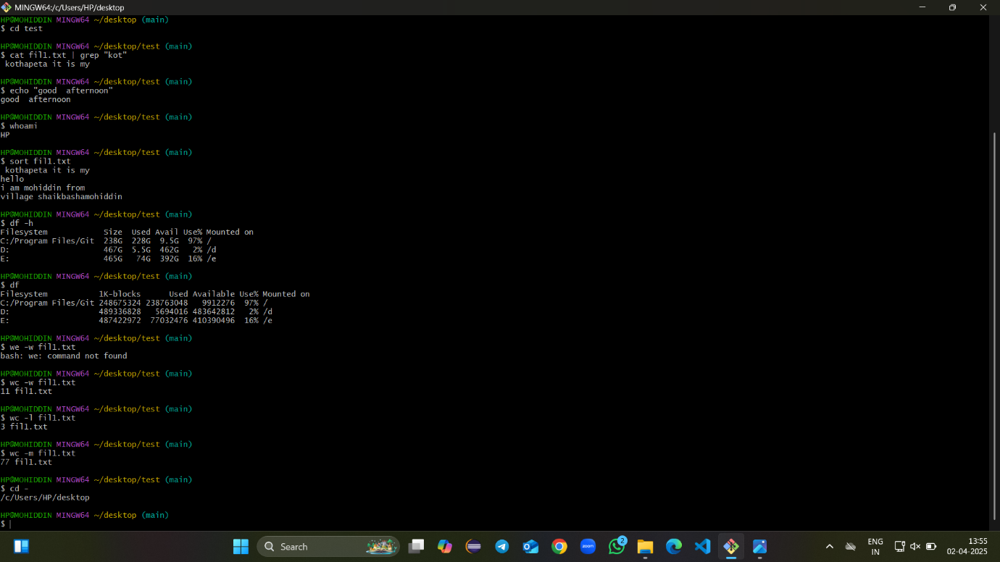 MINGW64:/c/Users/HP/desktop
HP@MOHIDDIN MINGW64 ~/desktop (main)
$ cd test
HP@MOHIDDIN MINGW64 ~/desktop/test (main)
$ cat fil1.txt | grep "kot"
 kothapeta it is my
HP@MOHIDDIN MINGW64 ~/desktop/test (main)
$ echo "good  afternoon"
good  afternoon
HP@MOHIDDIN MINGW64 ~/desktop/test (main)
$ whoami
HP
HP@MOHIDDIN MINGW64 ~/desktop/test (main)
$ sort fil1.txt
 kothapeta it is my
hello
i am mohiddin from
village shaikbashamohiddin
HP@MOHIDDIN MINGW64 ~/desktop/test (main)
$ df -h
Filesystem            Size  Used Avail Use% Mounted on
C:/Program Files/Git  238G  228G  9.5G  97% /
D:                    467G  5.5G  462G   2% /d
E:                    465G   74G  392G  16% /e
HP@MOHIDDIN MINGW64 ~/desktop/test (main)
$ df
Filesystem           1K-blocks      Used Available Use% Mounted on
C:/Program Files/Git 248675324 238763048   9912276  97% /
D:                   489336828   5694016 483642812   2% /d
E:                   487422972  77032476 410390496  16% /e
HP@MOHIDDIN MINGW64 ~/desktop/test (main)
$ we -w fil1.txt
bash: we: command not found
HP@MOHIDDIN MINGW64 ~/desktop/test (main)
$ wc -w fil1.txt
11 fil1.txt
HP@MOHIDDIN MINGW64 ~/desktop/test (main)
$ wc -l fil1.txt
3 fil1.txt
HP@MOHIDDIN MINGW64 ~/desktop/test (main)
$ wc -m fil1.txt
77 fil1.txt
HP@MOHIDDIN MINGW64 ~/desktop/test (main)
$ cd -
/c/Users/HP/desktop
HP@MOHIDDIN MINGW64 ~/desktop (main)
$
Search
zoom
2
ENG
IN
13:55
02-04-2025